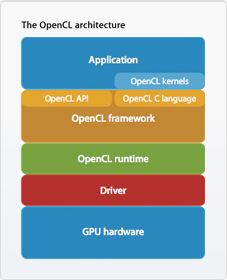 The OpenCL architecture
Application
OpenCL kernels
OpenCL API OpenCL C language
OpenCL framework
OpenCL runtime
Driver
GPU hardware